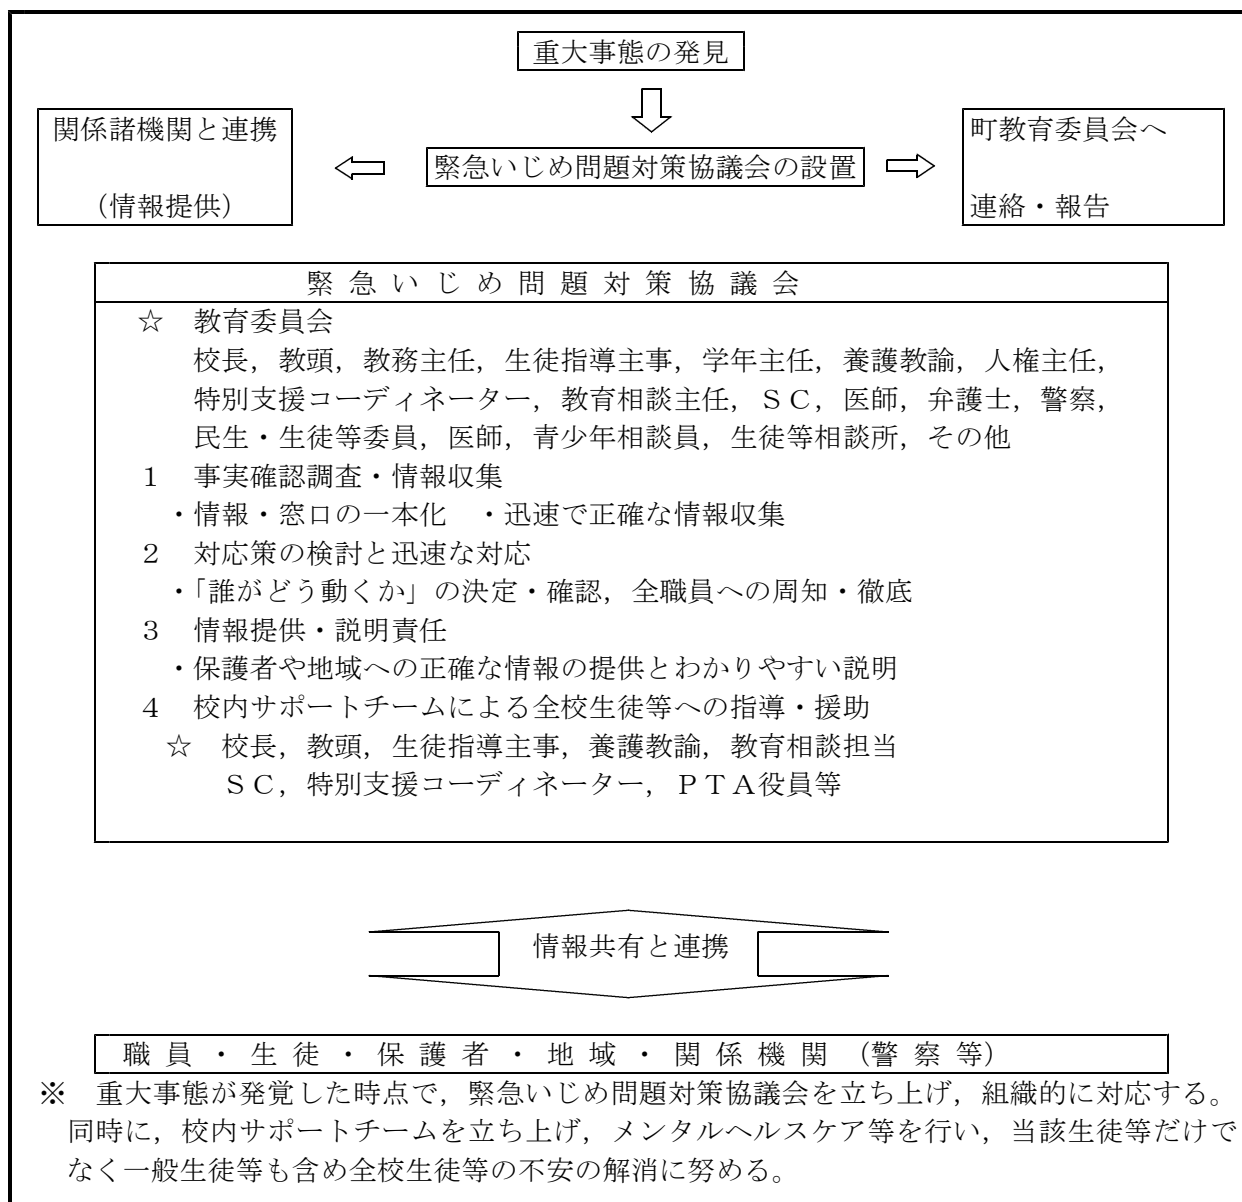 重大事態の発見
関係諸機関と連携
（情報提供）
緊急いじめ問題対策協議会の設置
町教育委員会へ
連絡・報告
緊急いじめ問題対策協議会
☆　教育委員会
校長，教頭，教務主任，生徒指導主事，学年主任，養護教諭，人権主任，
特別支援コーディネーター，教育相談主任，ＳＣ，医師，弁護士，警察，
民生・生徒等委員，医師，青少年相談員，生徒等相談所，その他
１　事実確認調査・情報収集
・情報・窓口の一本化　・迅速で正確な情報収集
２　対応策の検討と迅速な対応
・「誰がどう動くか」の決定・確認，全職員への周知・徹底
３　情報提供・説明責任
・保護者や地域への正確な情報の提供とわかりやすい説明
４　校内サポートチームによる全校生徒等への指導・援助
☆　校長，教頭，生徒指導主事，養護教諭，教育相談担当
ＳＣ，特別支援コーディネーター，ＰＴＡ役員等
情報共有と連携
職員・生徒・保護者・地域・関係機関（警察等）
※　重大事態が発覚した時点で，緊急いじめ問題対策協議会を立ち上げ，組織的に対応する。
同時に，校内サポートチームを立ち上げ，メンタルヘルスケア等を行い，当該生徒等だけで
なく一般生徒等も含め全校生徒等の不安の解消に努める。